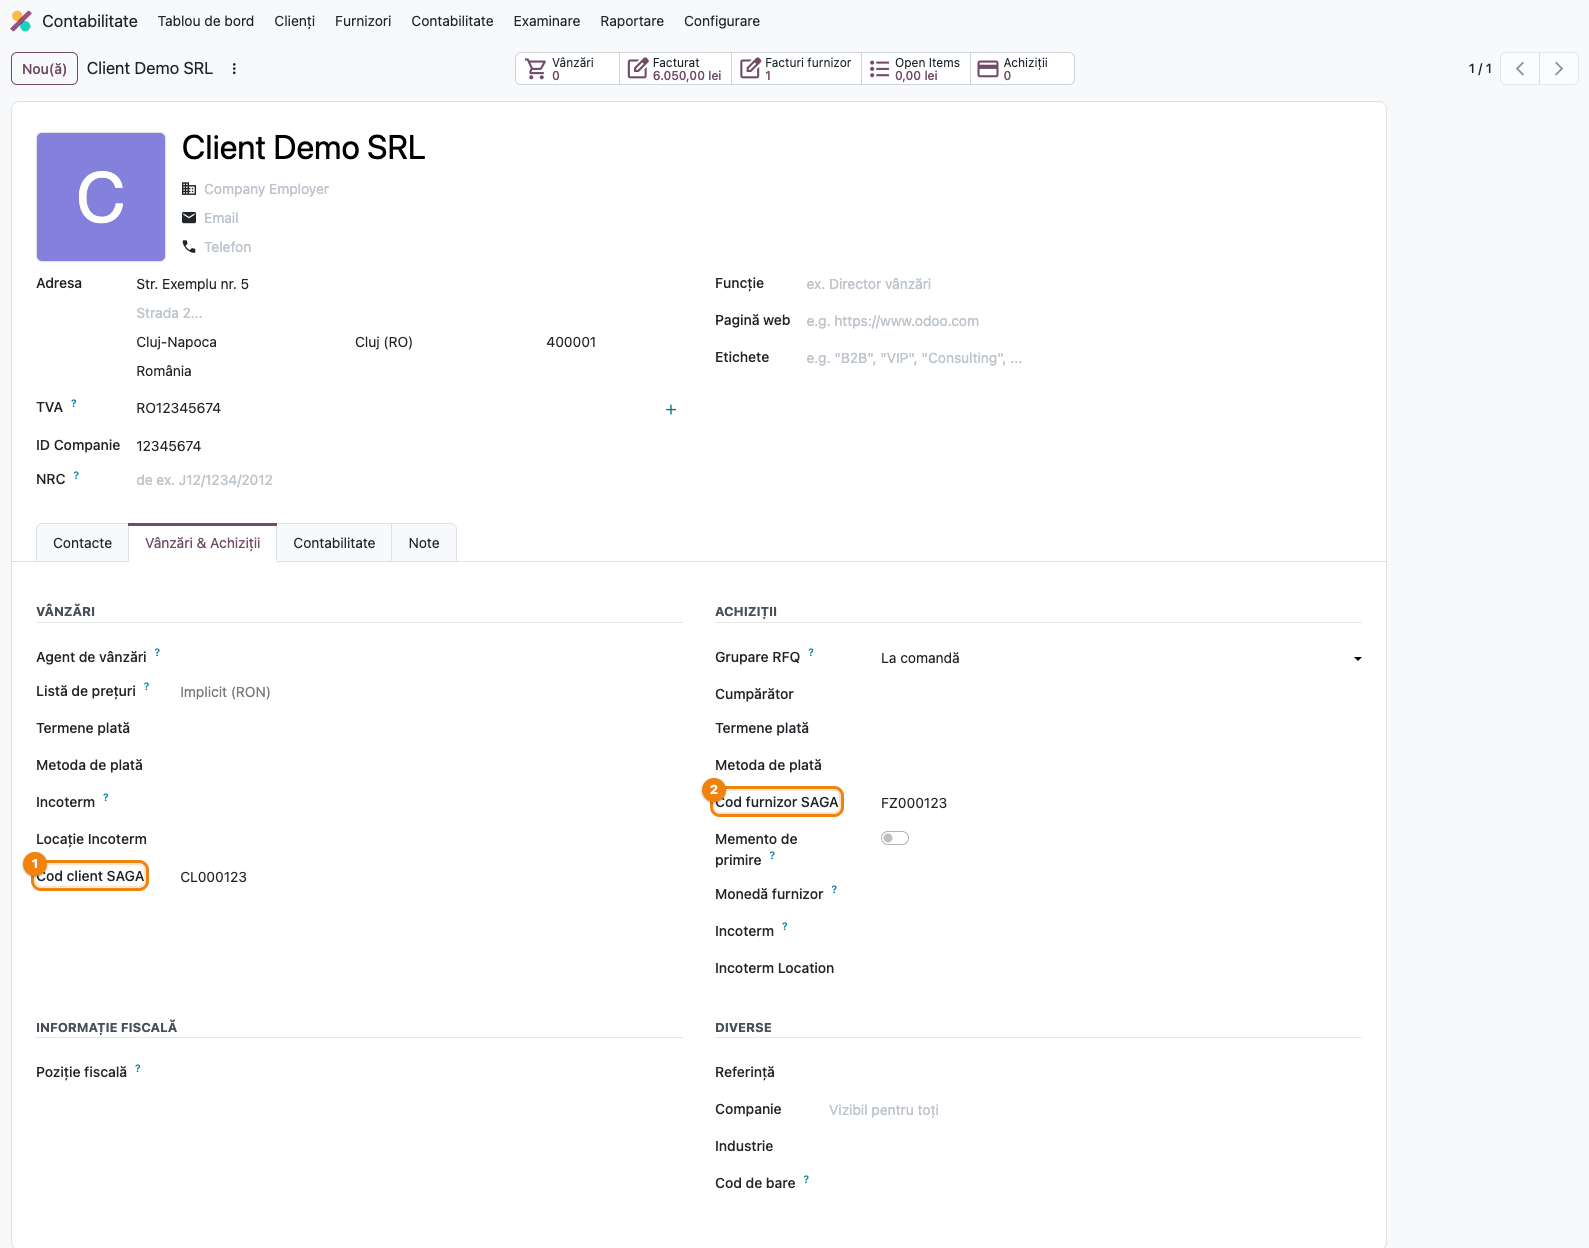 Contabilitate Tablou de bord Clienți Furnizori Contabilitate Examinare Raportare Configurare
Nou(ă) Client Demo SRL
Vânzări 0
Facturat 6.050,00 lei
Facturi furnizor 1
Open Items 0,00 lei
Achiziții 0
1 / 1
C
Client Demo SRL
Company Employer
Email
Telefon
Adresa Str. Exemplu nr. 5
Strada 2...
Cluj-Napoca Cluj (RO) 400001
România
TVA ? RO12345674 +
ID Companie 12345674
NRC ? de ex. J12/1234/2012
Funcție ex. Director vânzări
Pagină web e.g. https://www.odoo.com
Etichete e.g. "B2B", "VIP", "Consulting", ...
Contacte Vânzări & Achiziții Contabilitate Note
VÂNZĂRI
Agent de vânzări ?
Listă de prețuri ? Implicit (RON)
Termene plată
Metoda de plată
Incoterm ?
Locație Incoterm
1
Cod client SAGA CL000123
ACHIZIȚII
Grupare RFQ ? La comandă
Cumpărător
Termene plată
Metoda de plată
2
Cod furnizor SAGA FZ000123
Memento de
primire ?
Monedă furnizor ?
Incoterm ?
Incoterm Location
INFORMAȚIE FISCALĂ
Poziție fiscală ?
DIVERSE
Referință
Companie Vizibil pentru toți
Industrie
Cod de bare ?